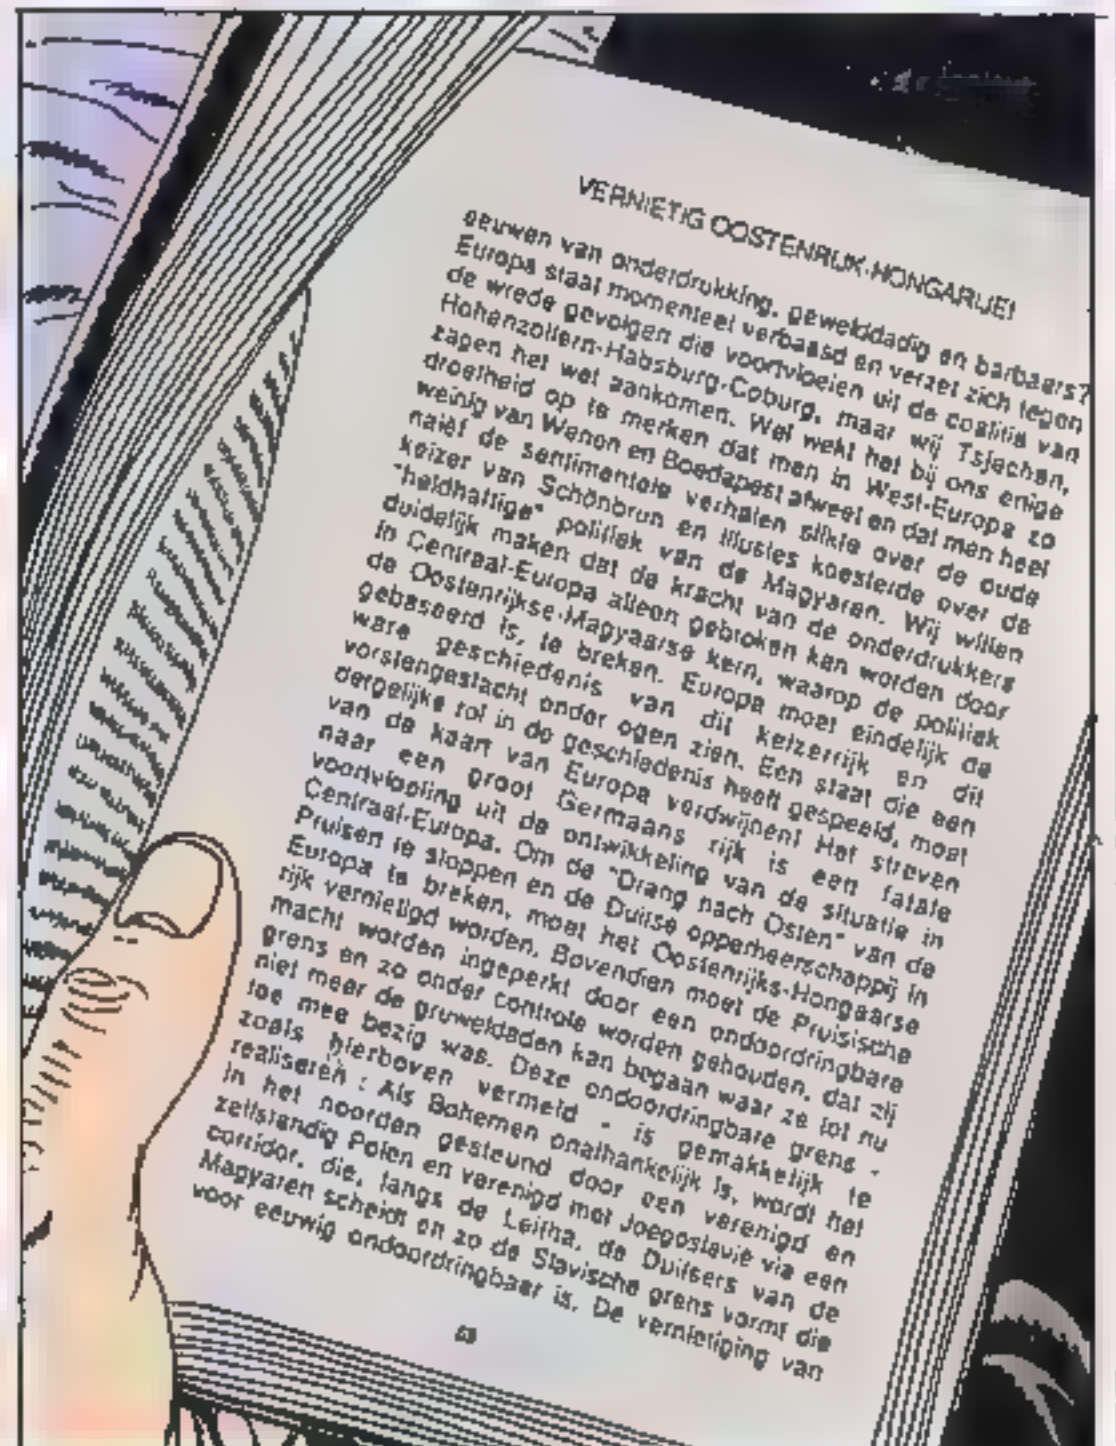 VERNIETIG OOSTENRIJK-HONGARIJE!
eeuwen van onderdrukking, gewelddadig en barbaars?
Europa staat momenteel verbaasd en verzet zich tegen
de wrede gevolgen die voortvloeien uit de coalitie van
Hohenzollern-Habsburg-Coburg, maar wij Tsjechen,
zagen het wel aankomen. Wel wekt het bij ons enige
droefheid op te merken dat men in West-Europa zo
weinig van Wenen en Boedapest afweet en dat men heel
naïef de sentimentele verhalen slikte over de oude
keizer van Schönbrun en illusies koesterde over de
"heldhaftige" politiek van de Magyaren. Wij willen
duidelijk maken dat de kracht van de onderdrukkers
in Centraal-Europa alleen gebroken kan worden door
de Oostenrijkse-Magyaarse kern, waarop de politiek
gebaseerd is, te breken. Europa moet eindelijk de
ware geschiedenis van dit keizerrijk en dit
vorstengeslacht onder ogen zien. Een staat die een
dergelijke rol in de geschiedenis heeft gespeeld, moet
van de kaart van Europa verdwijnen! Het streven
naar een groot Germaans rijk is een fatale
voortvloeiing uit de ontwikkeling van de situatie in
Centraal-Europa. Om de "Drang nach Osten" van de
Pruisen te stoppen en de Duitse opperheerschappij in
Europa te breken, moet het Oostenrijks-Hongaarse
rijk vernietigd worden. Bovendien moet de Pruisische
macht worden ingeperkt door een ondoordringbare
grens en zo onder controle worden gehouden, dat zij
niet meer de gruweldaden kan begaan waar ze tot nu
toe mee bezig was. Deze ondoordringbare grens -
zoals hierboven vermeld - is gemakkelijk te
realiseren : Als Bohemen onafhankelijk is, wordt het
in het noorden gesteund door een verenigd en
zelfstandig Polen en verenigd met Joegoslavie via een
corridor, die, langs de Leitha, de Duitsers van de
Magyaren scheidt en zo de Slavische grens vormt die
voor eeuwig ondoordringbaar is. De vernietiging van